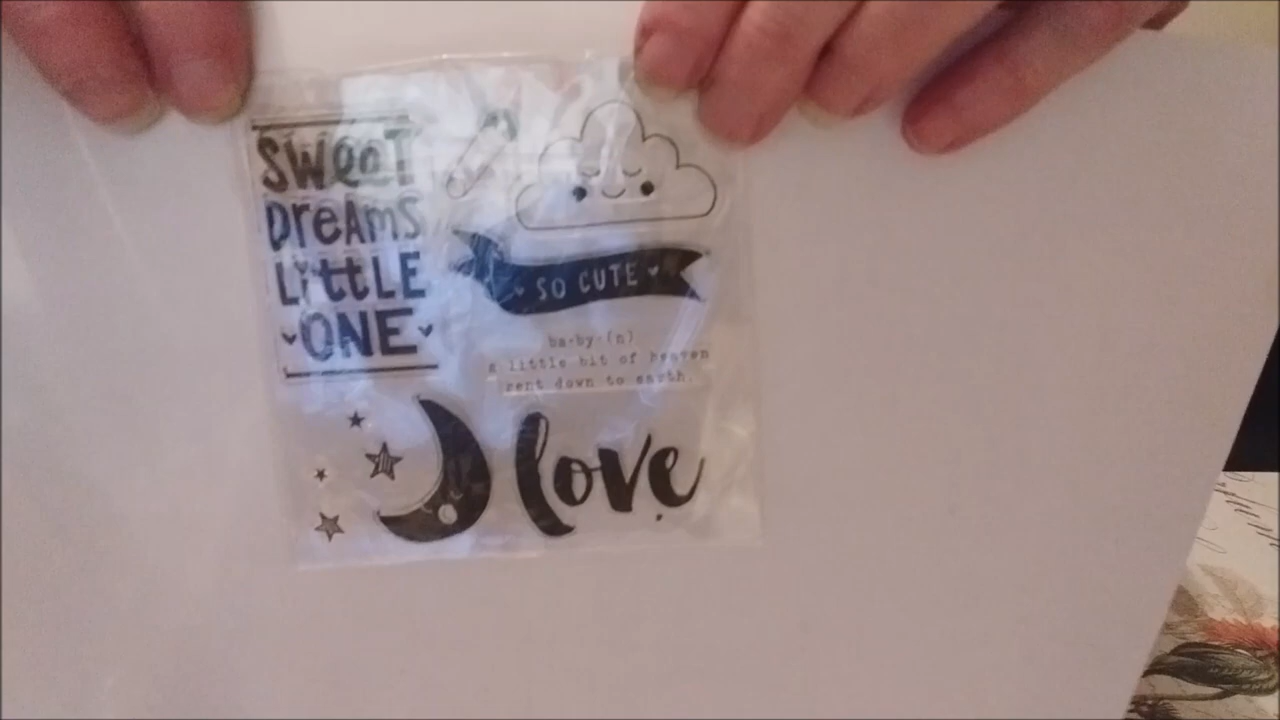 SWeeT
DreAmS
LittLE
ONE
SO CUTE
ba·by·(n)
a little bit of heaven
sent down to earth.
love